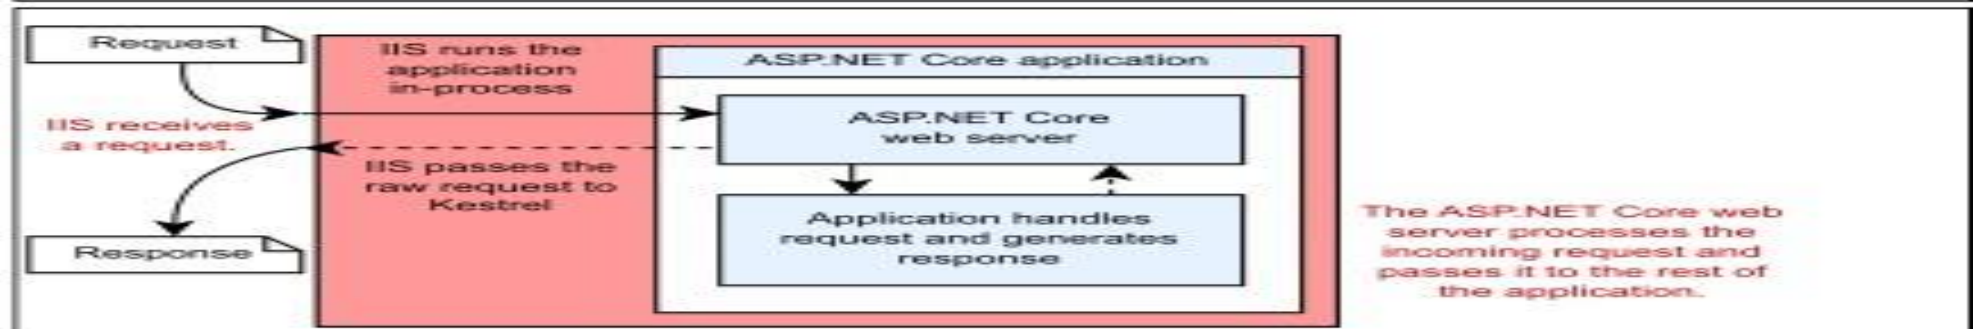 Request
IIS receives
a request.
Response
IIS runs the
application
in-process
IIS passes the
raw request to
Kestrel
ASP.NET Core application
ASP.NET Core
web server
Application handles
request and generates
response
The ASP.NET Core web
server processes the
incoming request and
passes it to the rest of
the application.